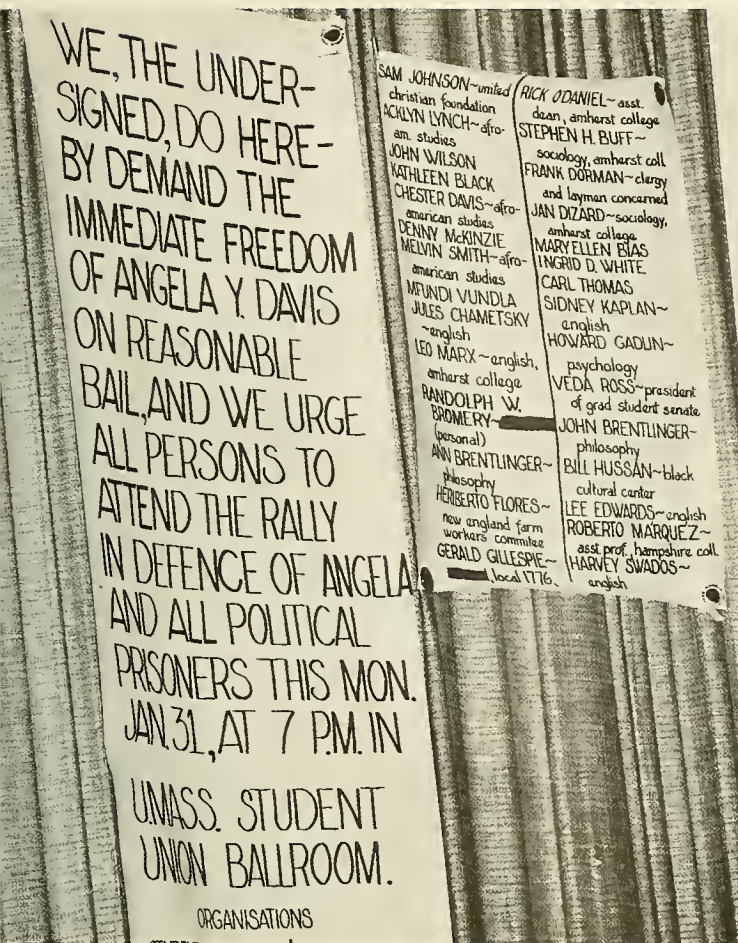 WE, THE UNDER-
SIGNED, DO HERE-
BY DEMAND THE
IMMEDIATE FREEDOM
OF ANGELA Y. DAVIS
ON REASONABLE
BAIL, AND WE URGE
ALL PERSONS TO
ATTEND THE RALLY
IN DEFENCE OF ANGELA
AND ALL POLITICAL
PRISONERS THIS MON.
JAN. 31, AT 7 P.M. IN
U.MASS. STUDENT
UNION BALLROOM.
ORGANISATIONS
SAM JOHNSON~united
christian foundation
ACKLYN LYNCH~afro-
am. studies
JOHN WILSON
KATHLEEN BLACK
CHESTER DAVIS~afro-
american studies
DENNY McKINZIE
MELVIN SMITH~afro-
american studies
MFUNDI VUNDLA
JULES CHAMETSKY
~english
LEO MARX~english,
amherst college
RANDOLPH W.
BROMERY~
(personal)
ANN BRENTLINGER~
philosophy
HERIBERTO FLORES~
new england farm
workers commitee
GERALD GILLESPIE~
local 1776.
RICK O'DANIEL~asst.
dean, amherst college
STEPHEN H. BUFF~
sociology, amherst coll
FRANK DORMAN~clergy
and layman concerned
JAN DIZARD~sociology,
amherst college
MARY ELLEN BIAS
INGRID D. WHITE
CARL THOMAS
SIDNEY KAPLAN~
english
HOWARD GADLIN~
psychology
VEDA ROSS~president
of grad student senate
JOHN BRENTLINGER~
philosophy
BILL HUSSAN~black
cultural center
LEE EDWARDS~english
ROBERTO MARQUEZ~
asst. prof., hampshire coll.
HARVEY SWADOS~
english